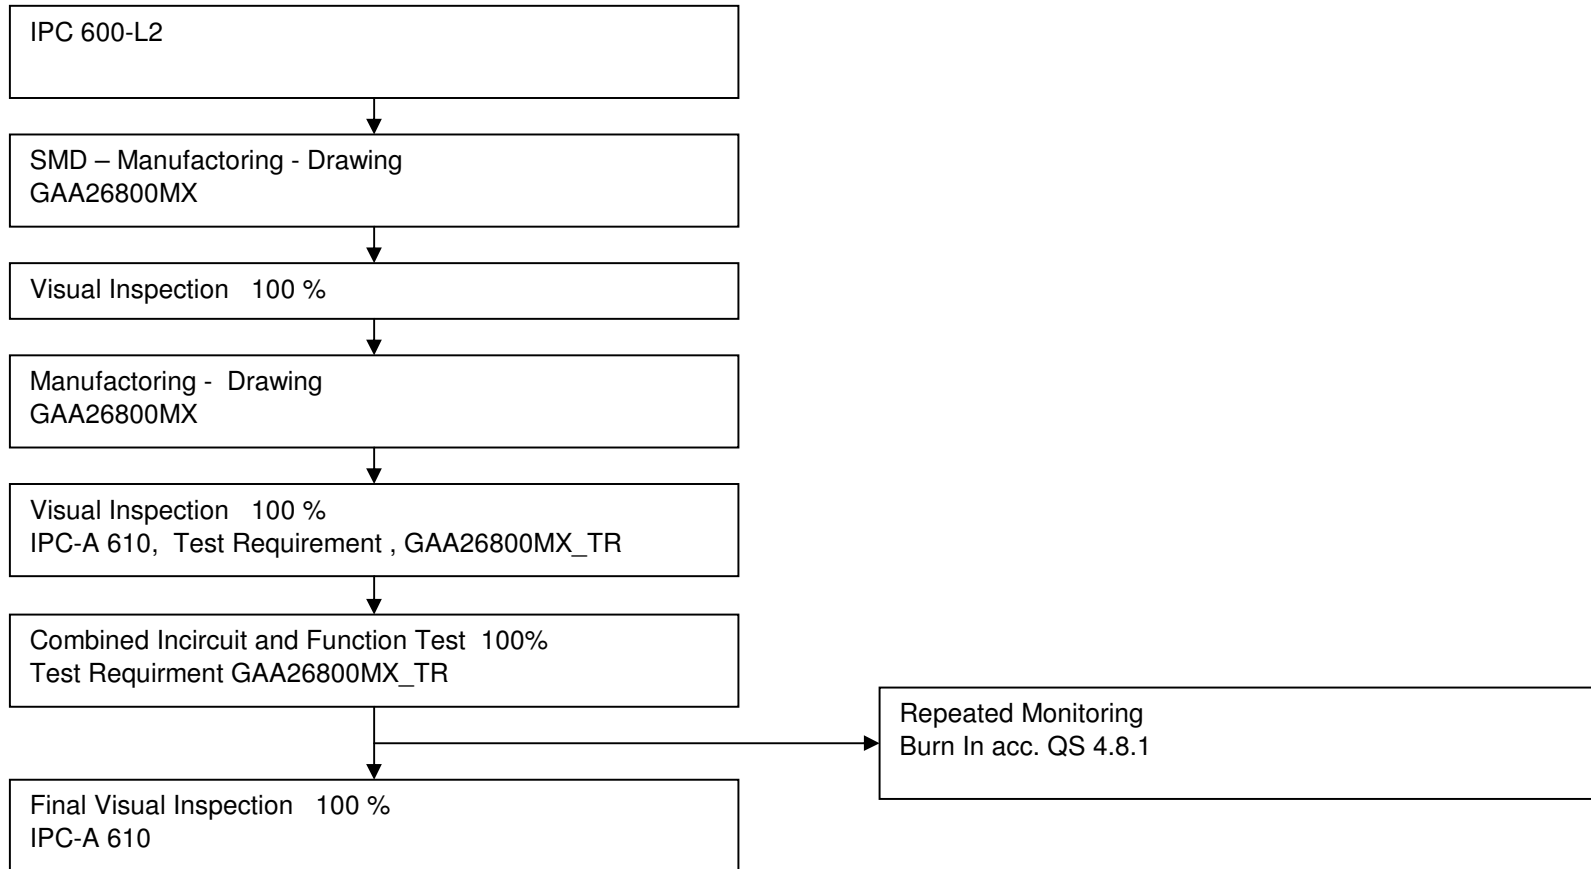 IPC 600-L2
SMD – Manufactoring - Drawing
GAA26800MX
Visual Inspection   100 %
Manufactoring -  Drawing
GAA26800MX
Visual Inspection   100 %
IPC-A 610,  Test Requirement , GAA26800MX_TR
Combined Incircuit and Function Test  100%
Test Requirment GAA26800MX_TR
Repeated Monitoring
Burn In acc. QS 4.8.1
Final Visual Inspection   100 %
IPC-A 610